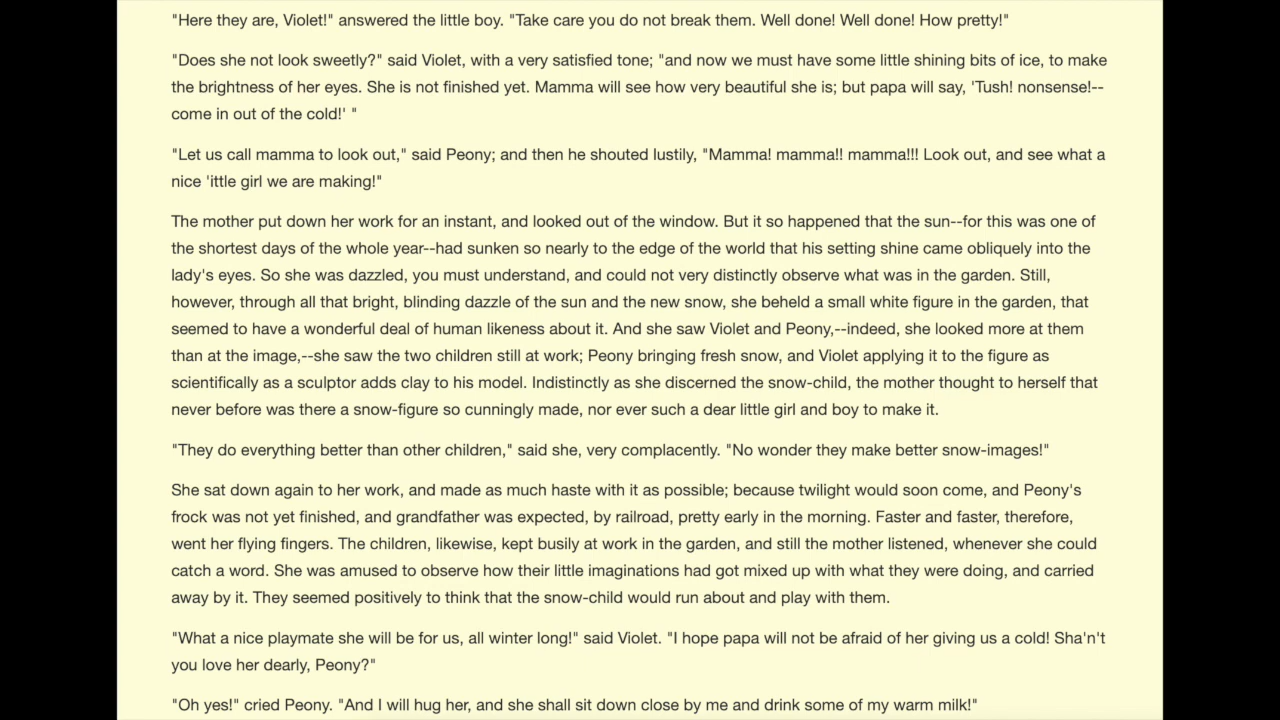 "Here they are, Violet!" answered the little boy. "Take care you do not break them. Well done! Well done! How pretty!"
"Does she not look sweetly?" said Violet, with a very satisfied tone; "and now we must have some little shining bits of ice, to make
the brightness of her eyes. She is not finished yet. Mamma will see how very beautiful she is; but papa will say, 'Tush! nonsense!--
come in out of the cold!' "
"Let us call mamma to look out," said Peony; and then he shouted lustily, "Mamma! mamma!! mamma!!! Look out, and see what a
nice 'ittle girl we are making!"
The mother put down her work for an instant, and looked out of the window. But it so happened that the sun--for this was one of
the shortest days of the whole year--had sunken so nearly to the edge of the world that his setting shine came obliquely into the
lady's eyes. So she was dazzled, you must understand, and could not very distinctly observe what was in the garden. Still,
however, through all that bright, blinding dazzle of the sun and the new snow, she beheld a small white figure in the garden, that
seemed to have a wonderful deal of human likeness about it. And she saw Violet and Peony,--indeed, she looked more at them
than at the image,--she saw the two children still at work; Peony bringing fresh snow, and Violet applying it to the figure as
scientifically as a sculptor adds clay to his model. Indistinctly as she discerned the snow-child, the mother thought to herself that
never before was there a snow-figure so cunningly made, nor ever such a dear little girl and boy to make it.
"They do everything better than other children," said she, very complacently. "No wonder they make better snow-images!"
She sat down again to her work, and made as much haste with it as possible; because twilight would soon come, and Peony's
frock was not yet finished, and grandfather was expected, by railroad, pretty early in the morning. Faster and faster, therefore,
went her flying fingers. The children, likewise, kept busily at work in the garden, and still the mother listened, whenever she could
catch a word. She was amused to observe how their little imaginations had got mixed up with what they were doing, and carried
away by it. They seemed positively to think that the snow-child would run about and play with them.
"What a nice playmate she will be for us, all winter long!" said Violet. "I hope papa will not be afraid of her giving us a cold! Sha'n't
you love her dearly, Peony?"
"Oh yes!" cried Peony. "And I will hug her, and she shall sit down close by me and drink some of my warm milk!"